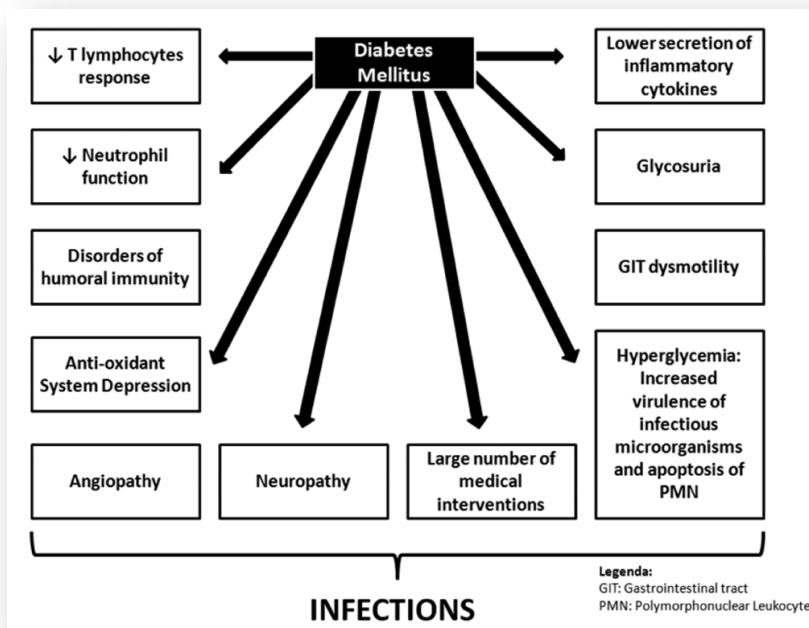 Diabetes
Mellitus
↓ T lymphocytes
response
↓ Neutrophil
function
Disorders of
humoral immunity
Anti-oxidant
System Depression
Angiopathy
Neuropathy
Large number of
medical
interventions
Lower secretion of
inflammatory
cytokines
Glycosuria
GIT dysmotility
Hyperglycemia:
Increased
virulence of
infectious
microorganisms
and apoptosis of
PMN
INFECTIONS
Legenda:
GIT: Gastrointestinal tract
PMN: Polymorphonuclear Leukocyte